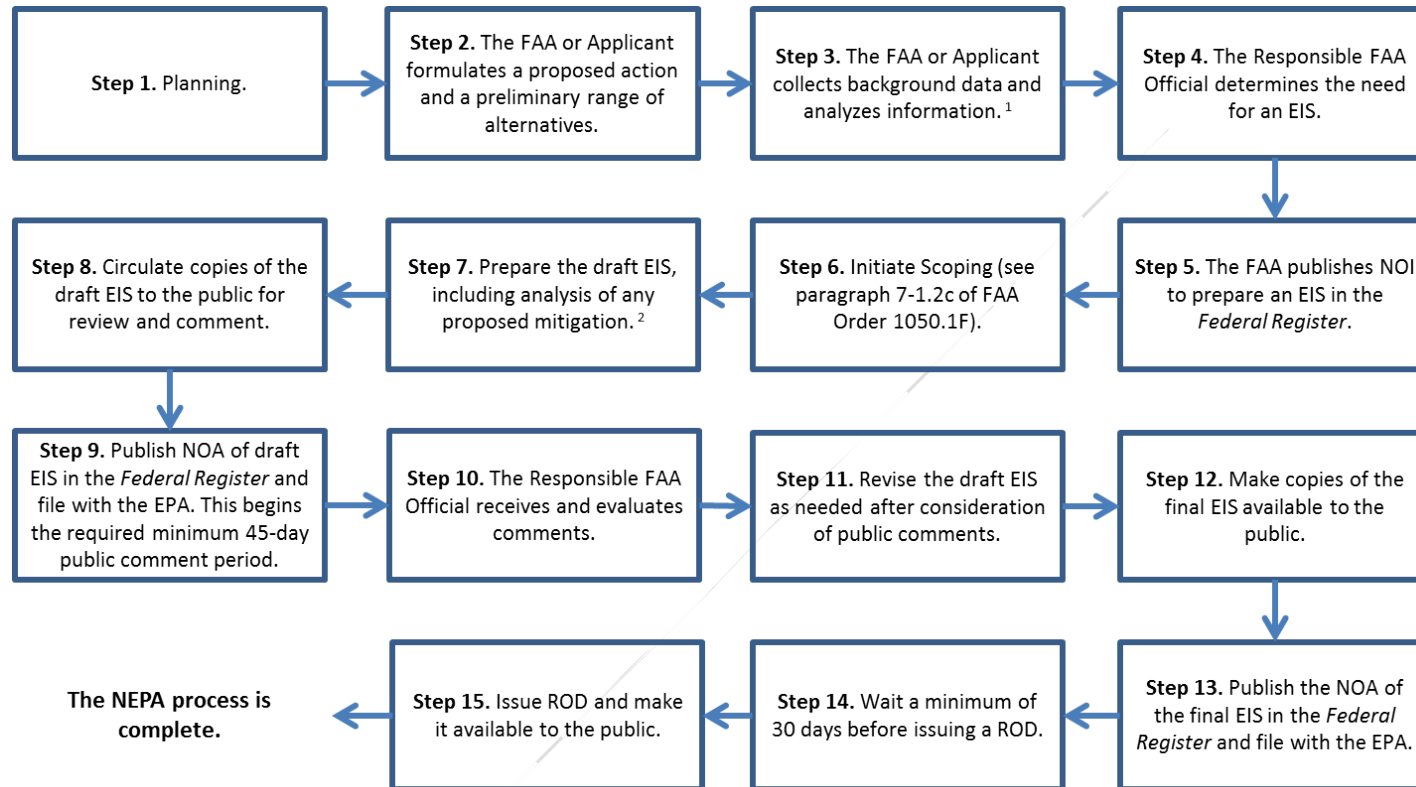 Step 1. Planning.
Step 2. The FAA or Applicant
formulates a proposed action
and a preliminary range of
alternatives.
Step 3. The FAA or Applicant
collects background data and
analyzes information. 1
Step 4. The Responsible FAA
Official determines the need
for an EIS.
Step 5. The FAA publishes NOI
to prepare an EIS in the
Federal Register.
Step 6. Initiate Scoping (see
paragraph 7-1.2c of FAA
Order 1050.1F).
Step 7. Prepare the draft EIS,
including analysis of any
proposed mitigation. 2
Step 8. Circulate copies of the
draft EIS to the public for
review and comment.
Step 9. Publish NOA of draft
EIS in the Federal Register and
file with the EPA. This begins
the required minimum 45-day
public comment period.
Step 10. The Responsible FAA
Official receives and evaluates
comments.
Step 11. Revise the draft EIS
as needed after consideration
of public comments.
Step 12. Make copies of the
final EIS available to the
public.
Step 13. Publish the NOA of
the final EIS in the Federal
Register and file with the EPA.
Step 14. Wait a minimum of
30 days before issuing a ROD.
Step 15. Issue ROD and make
it available to the public.
The NEPA process is
complete.